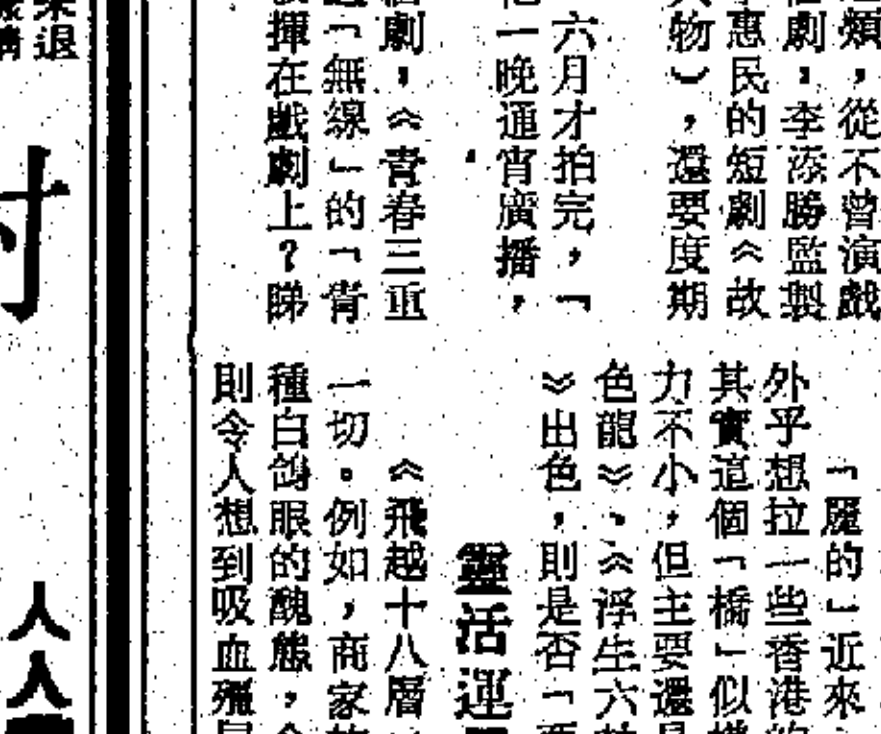 類，從不曾演戲
劇，李添勝監製
惠民的短劇《故
物），還要度期
六月才拍完，「
一晚通宵廣播，
劇，《青春三重
「無線」的「青
揮在戲劇上？睇
「麗的」近來
外乎想拉一些香港
其實這個「橋」似
力不小，但主要還
色龍》、《浮生六
》出色，則是否「
靈活運
《飛越十八層
一切。例如，商家
種白鴿眼的醜態，
則令人想到吸血殭
退
人人